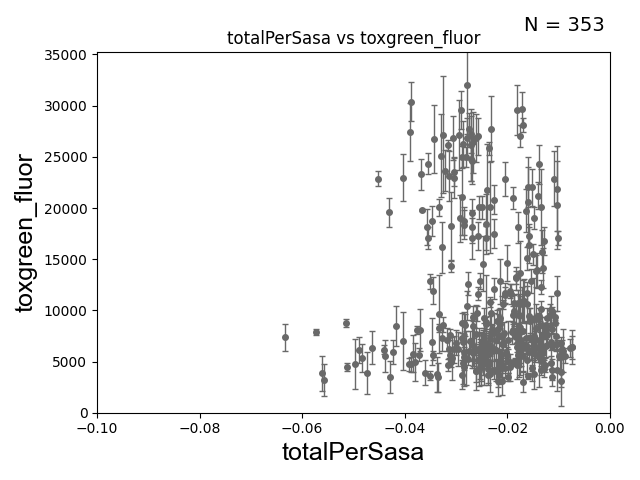 N = 353
totalPerSasa vs toxgreen_fluor
35000
30000
25000
20000
15000
10000
5000
0
toxgreen_fluor
−0.10 −0.08 −0.06 −0.04 −0.02 0.00
totalPerSasa